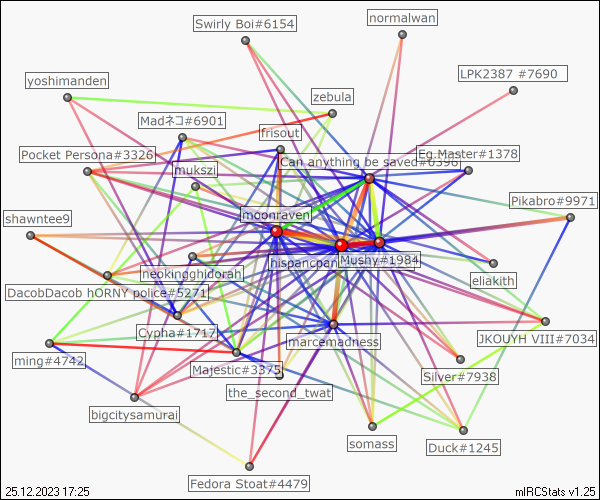 Swirly Boi#6154
normalwan
LPK2387 #7690
yoshimanden
zebula
Madネコ#6901
frisout
Pocket Persona#3326
mukszi
Can anything be saved#0396
Eg.Master#1378
Pikabro#9971
shawntee9
moonraven
neokingghidorah
hispancpan
Mushy#1984
eliakith
DacobDacob hORNY police#5271
Cypha#1717
marcemadness
JKOUYH VIII#7034
ming#4742
Majestic#3375
Silver#7938
bigcitysamurai
the_second_twat
somass
Duck#1245
Fedora Stoat#4479
25.12.2023 17:25
mIRCStats v1.25